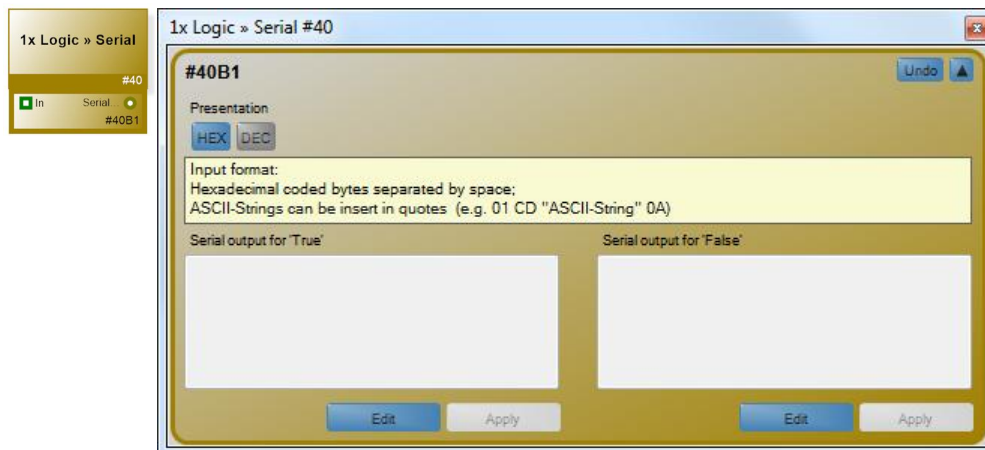 1x Logic » Serial
#40
In Serial...
#40B1
1x Logic » Serial #40
x
#40B1
Undo ▲
Presentation
HEX DEC
Input format:
Hexadecimal coded bytes separated by space;
ASCII-Strings can be insert in quotes (e.g. 01 CD "ASCII-String" 0A)
Serial output for 'True' Serial output for 'False'
Edit Apply Edit Apply